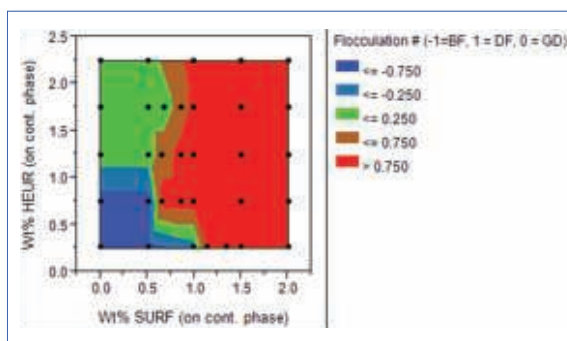 Flocculation # (-1=BF, 1 = DF, 0 = GD)
<= -0.750
<= -0.250
<= 0.250
<= 0.750
> 0.750
Wt% HEUR (on cont. phase)
2.5
2.0
1.5
1.0
0.5
0.0
0.0 0.5 1.0 1.5 2.0
Wt% SURF (on cont. phase)